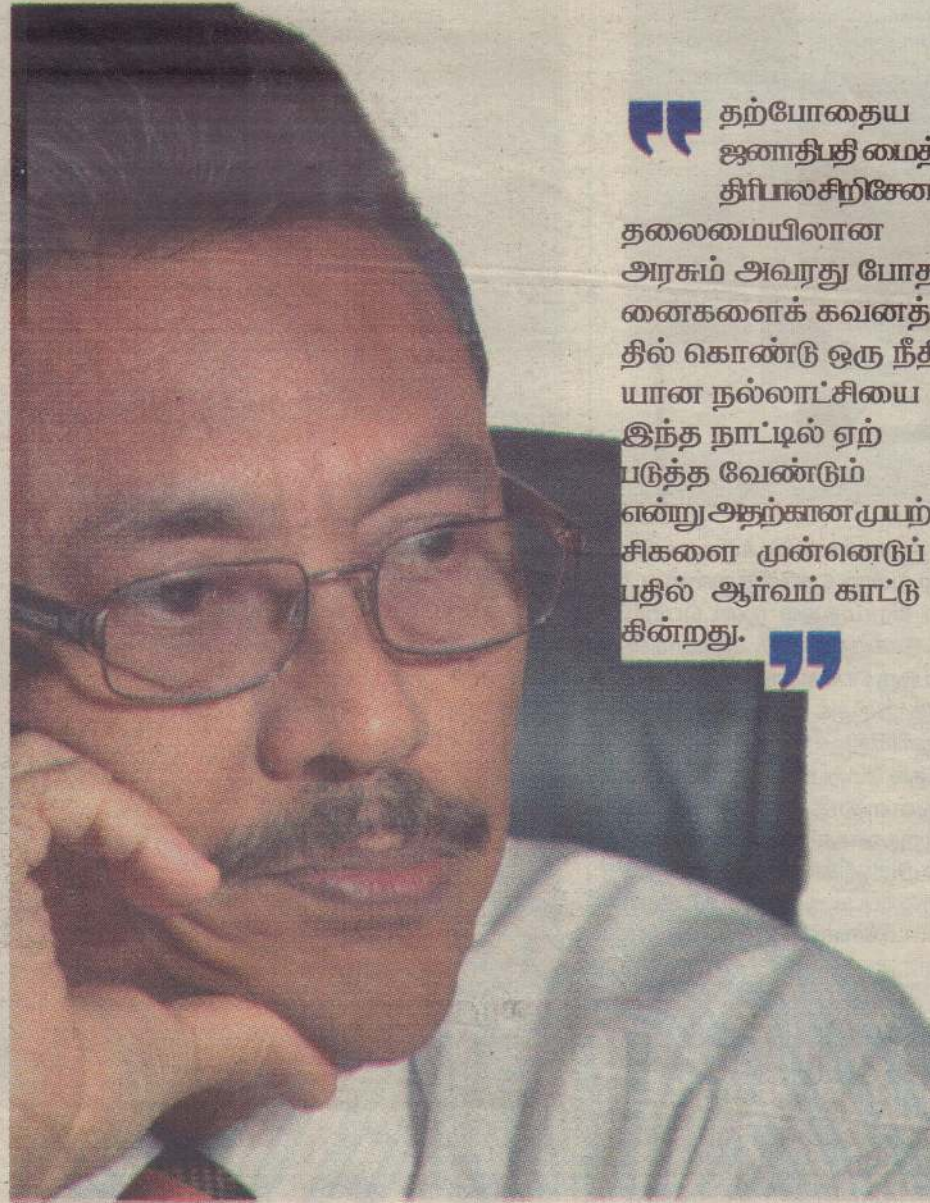 தற்போதைய
ஜனாதிபதி மைத்
திரிபாலசிறிசேன
தலைமையிலான
அரசும் அவரது போத
னைகளைக் கவனத்
தில் கொண்டு ஒரு நீதி
யான நல்லாட்சியை
இந்த நாட்டில் ஏற்
படுத்த வேண்டும்
என்று அதற்கான முயற்
சிகளை முன்னெடுப்
பதில் ஆர்வம் காட்டு
கின்றது.